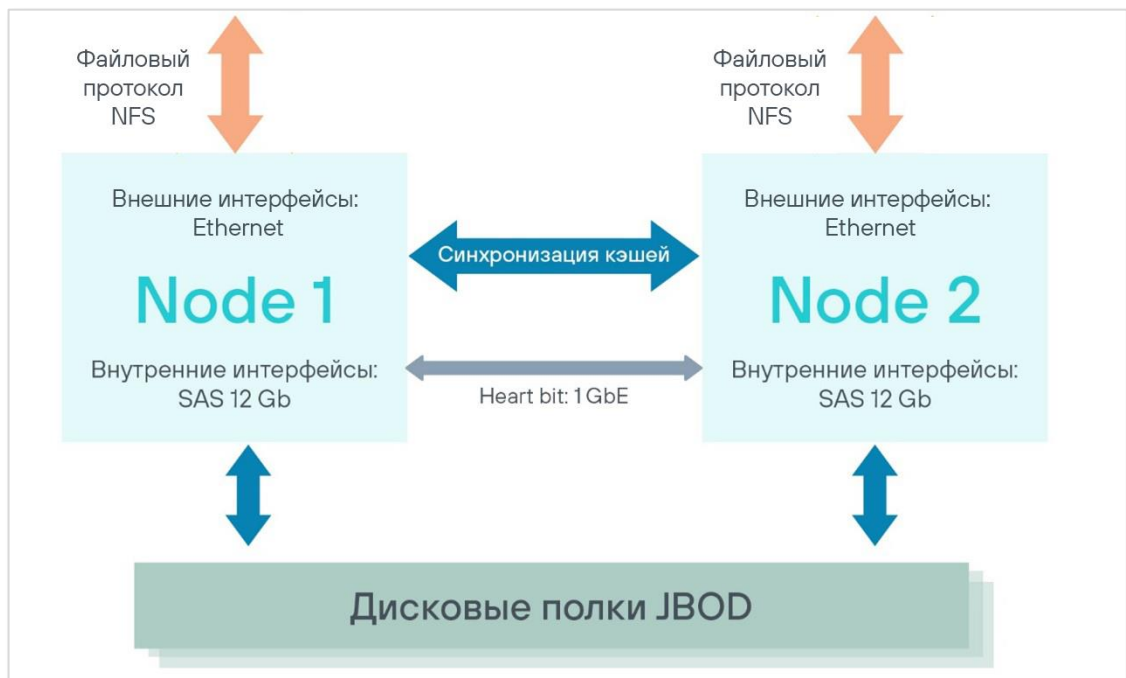 Файловый
протокол
NFS
Файловый
протокол
NFS
Внешние интерфейсы:
Ethernet
Node 1
Внутренние интерфейсы:
SAS 12 Gb
Синхронизация кэшей
Heart bit: 1 GbE
Внешние интерфейсы:
Ethernet
Node 2
Внутренние интерфейсы:
SAS 12 Gb
Дисковые полки JBOD